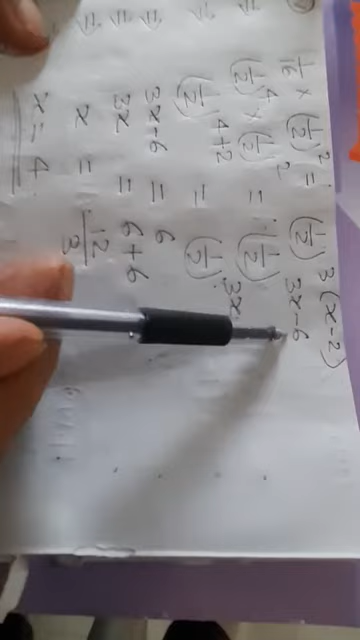 1/16 × (1/2)² = (1/2)^3(x-2)
⇒ (1/2)⁴ × (1/2)² = (1/2)^3x-6
⇒ (1/2)^4+2 = (1/2)^3x
⇒ 3x-6 = 6
⇒ 3x = 6+6
⇒ x = 12/3
x = 4